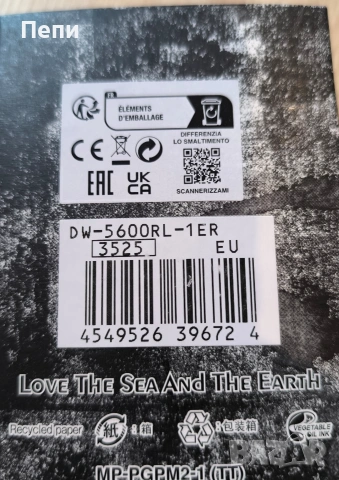 Пепи
FR
ÉLÉMENTS
D'EMBALLAGE
DIFFERENZIA
LO SMALTIMENTO
CE
EAC
UK
CA
SCANNERIZZAMI
DW-5600RL-1ER
3525 EU
4549526 39672 4
LOVE THE SEA AND THE EARTH
Recycled paper 紙 箱 包装箱 VEGETABLE
OIL INK
MP-PGPM2-1 (TT)